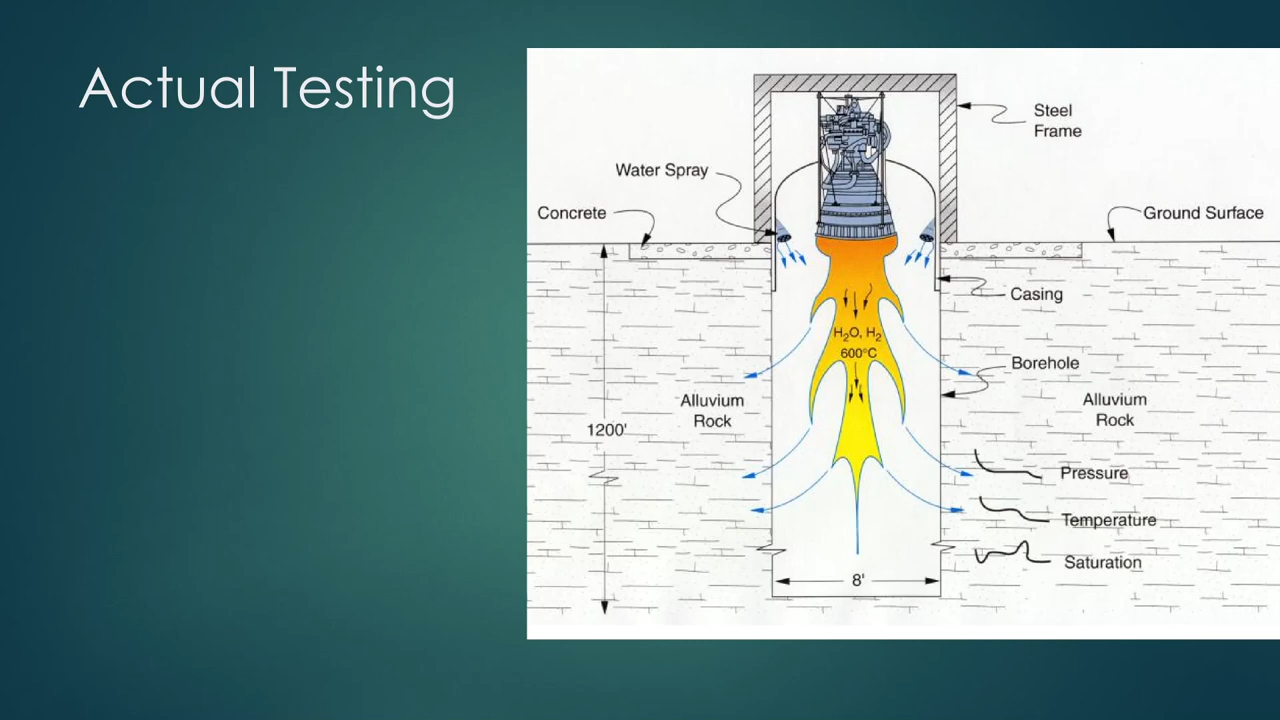 Actual Testing
Steel
Frame
Water Spray
Concrete
Ground Surface
Casing
H₂O, H₂
600°C
Borehole
Alluvium
Rock
Alluvium
Rock
1200'
Pressure
Temperature
Saturation
8'